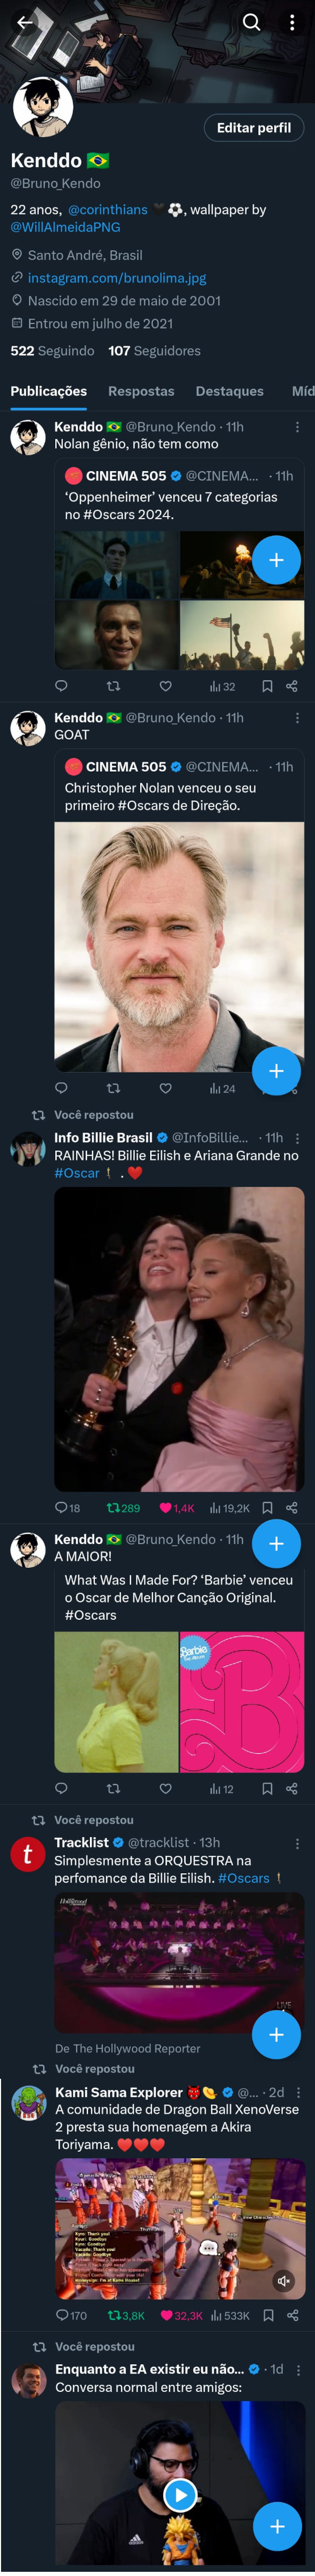 Editar perfil
Kenddo 🇧🇷
@Bruno_Kendo
22 anos, @corinthians 🖤⚽, wallpaper by
@WillAlmeidaPNG
Santo André, Brasil
instagram.com/brunolima.jpg
Nascido em 29 de maio de 2001
Entrou em julho de 2021
522 Seguindo 107 Seguidores
Publicações Respostas Destaques Míd
Kenddo 🇧🇷 @Bruno_Kendo · 11h
Nolan gênio, não tem como
CINEMA 505 @CINEMA... · 11h
‘Oppenheimer’ venceu 7 categorias
no #Oscars 2024.
32
Kenddo 🇧🇷 @Bruno_Kendo · 11h
GOAT
CINEMA 505 @CINEMA... · 11h
Christopher Nolan venceu o seu
primeiro #Oscars de Direção.
24
Você repostou
Info Billie Brasil @InfoBillie... · 11h
RAINHAS! Billie Eilish e Ariana Grande no
#Oscar . ❤️
18 289 1,4K 19,2K
Kenddo 🇧🇷 @Bruno_Kendo · 11h
A MAIOR!
What Was I Made For? ‘Barbie’ venceu
o Oscar de Melhor Canção Original.
#Oscars
Barbie
The Album
B
12
Você repostou
t
Tracklist @tracklist · 13h
Simplesmente a ORQUESTRA na
perfomance da Billie Eilish. #Oscars
LIVE
De The Hollywood Reporter
Você repostou
Kami Sama Explorer 👹 @... · 2d
A comunidade de Dragon Ball XenoVerse
2 presta sua homenagem a Akira
Toriyama. ❤️❤️❤️
170 3,8K 32,3K 533K
Você repostou
Enquanto a EA existir eu não... · 1d
Conversa normal entre amigos:
adidas